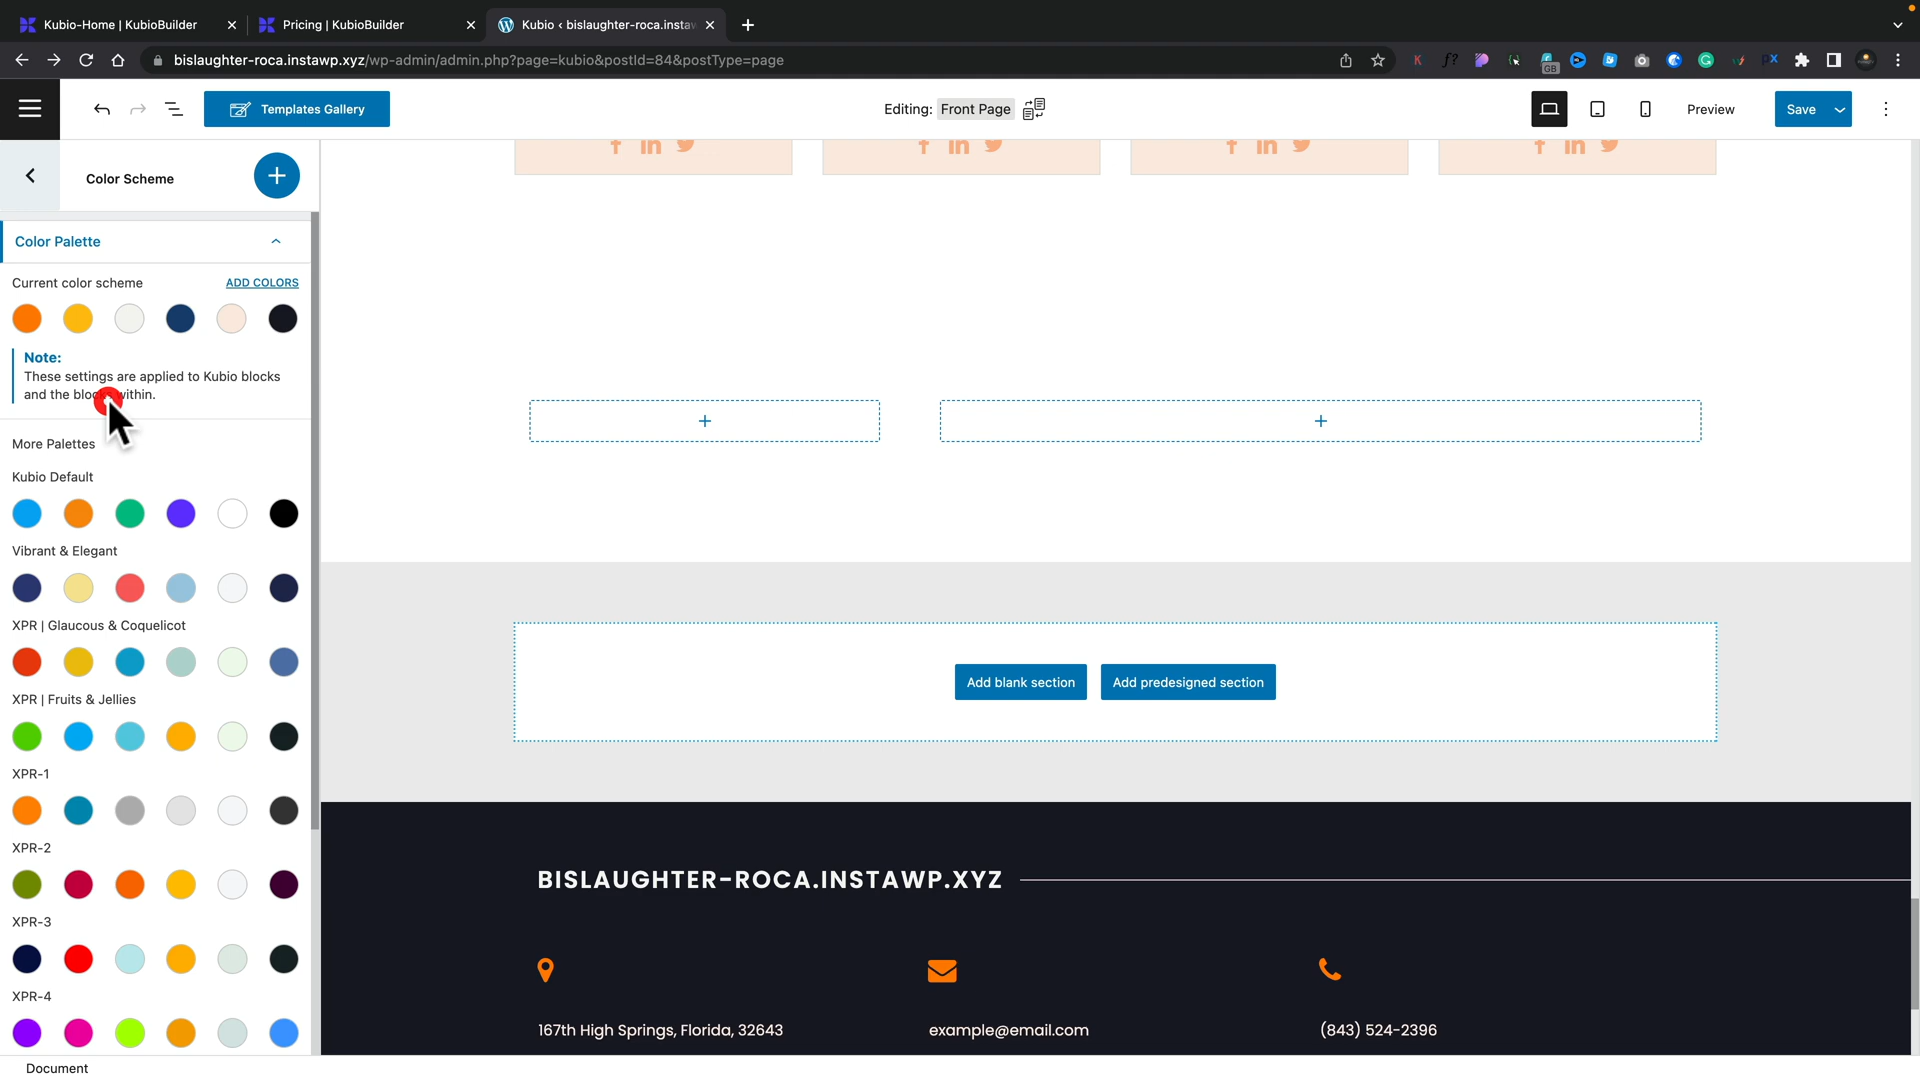 Kubio-Home | KubioBuilder
Pricing | KubioBuilder
Kubio ‹ bislaughter-roca.insta
bislaughter-roca.instawp.xyz/wp-admin/admin.php?page=kubio&postId=84&postType=page
GB
Templates Gallery
Editing: Front Page
Preview
Save
Color Scheme
Color Palette
Current color scheme
ADD COLORS
Note:
These settings are applied to Kubio blocks
and the blocks within.
More Palettes
Kubio Default
Vibrant & Elegant
XPR | Glaucous & Coquelicot
XPR | Fruits & Jellies
XPR-1
XPR-2
XPR-3
XPR-4
Document
Add blank section
Add predesigned section
BISLAUGHTER-ROCA.INSTAWP.XYZ
167th High Springs, Florida, 32643
example@email.com
(843) 524-2396